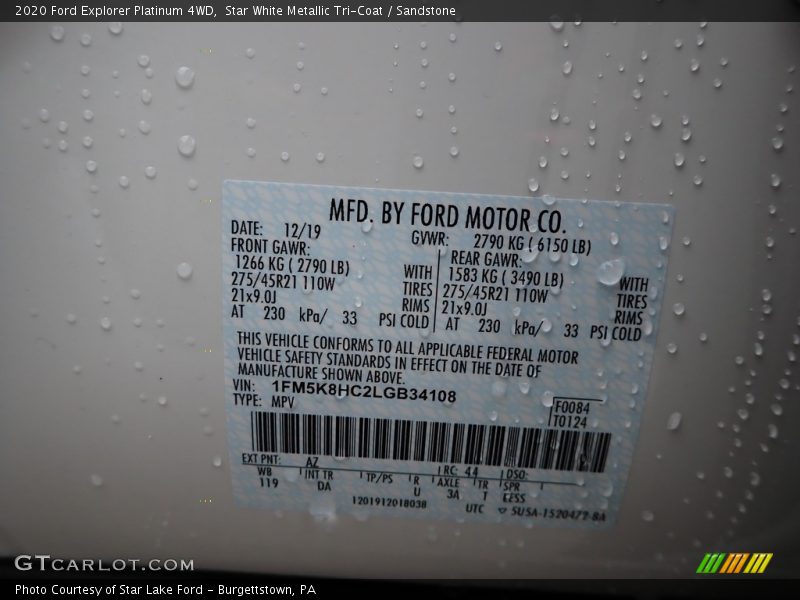 2020 Ford Explorer Platinum 4WD, Star White Metallic Tri-Coat / Sandstone
MFD. BY FORD MOTOR CO.
DATE: 12/19 GVWR: 2790 KG ( 6150 LB)
FRONT GAWR: REAR GAWR:
1266 KG ( 2790 LB) WITH 1583 KG ( 3490 LB) WITH
275/45R21 110W TIRES 275/45R21 110W TIRES
21x9.0J RIMS 21x9.0J RIMS
AT 230 kPa/ 33 PSI COLD AT 230 kPa/ 33 PSI COLD
THIS VEHICLE CONFORMS TO ALL APPLICABLE FEDERAL MOTOR
VEHICLE SAFETY STANDARDS IN EFFECT ON THE DATE OF
MANUFACTURE SHOWN ABOVE.
VIN: 1FM5K8HC2LGB34108
TYPE: MPV
F0084
T0124
EXT PNT: AZ RC: 44 DSO:
WB INT TR TP/PS R AXLE TR SPR
119 DA U 3A T EESS
1201912018038 UTC 5U5A-1520472-BA
GTCARLOT.COM
Photo Courtesy of Star Lake Ford - Burgettstown, PA